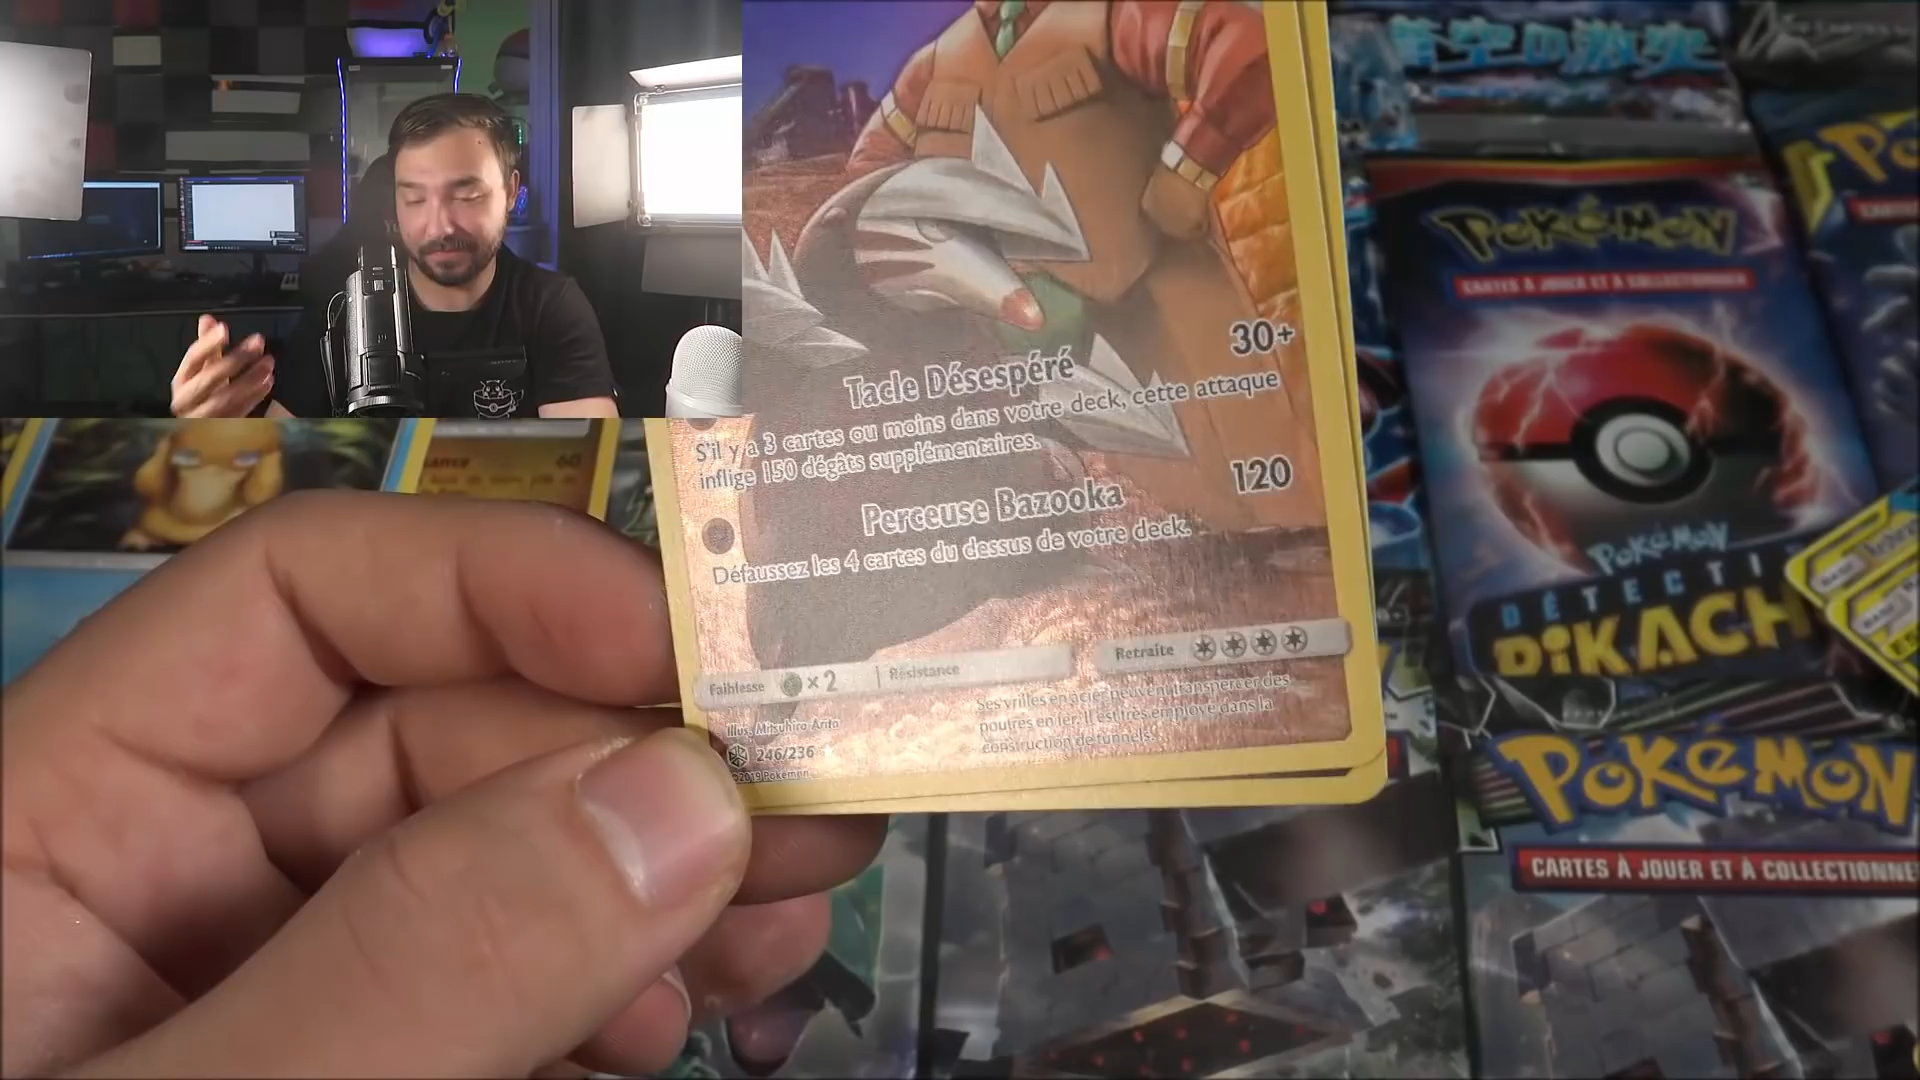 30+
Tacle Désespéré
S'il y a 3 cartes ou moins dans votre deck, cette attaque
inflige 150 dégâts supplémentaires.
120
Perceuse Bazooka
Défaussez les 4 cartes du dessus de votre deck.
Faiblesse ×2 Résistance
Retraite
Illus. Mitsuhiro Arita
246/236
©2019 Pokémon
Ses vrilles en acier peuvent transpercer des
poutres en fer. Il est très employé dans la
construction de tunnels.
60
POKÉMON
CARTES À JOUER ET À COLLECTIONNER
POKÉMON
DÉTECTI
PIKACH
POKÉMON
CARTES À JOUER ET À COLLECTIONNE